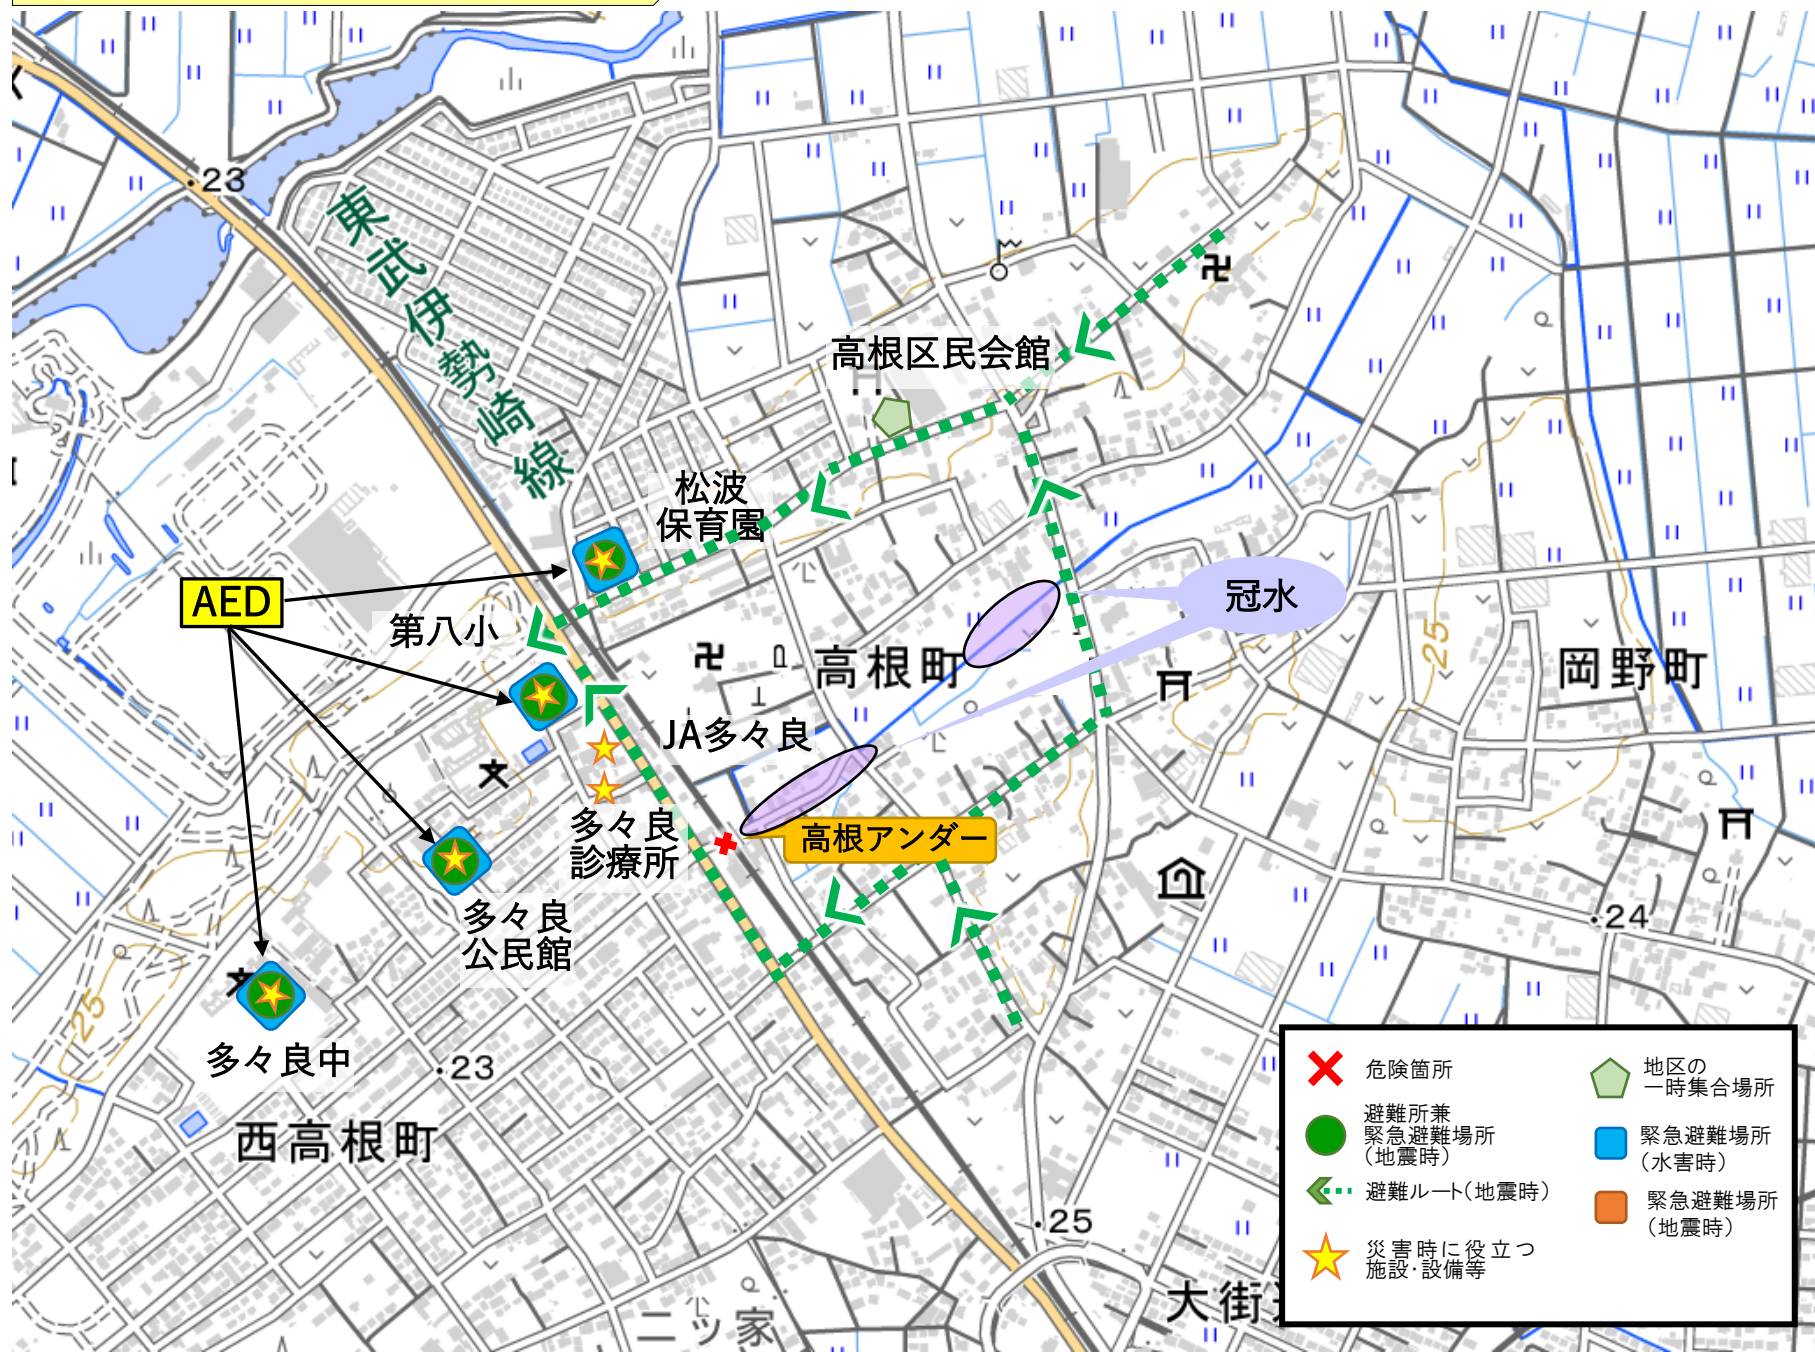 23
東武伊勢崎線
高根区民会館
松波
保育園
AED
第八小
冠水
高根町
岡野町
25
JA多々良
多々良
診療所
高根アンダー
多々良
公民館
24
25
多々良中
23
西高根町
25
二ッ家
大街
危険箇所
避難所兼
緊急避難場所
(地震時)
避難ルート(地震時)
災害時に役立つ
施設・設備等
地区の
一時集合場所
緊急避難場所
(水害時)
緊急避難場所
(地震時)